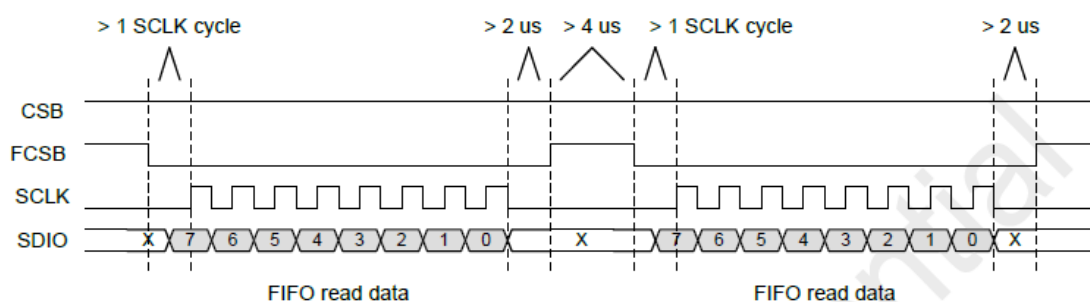 > 1 SCLK cycle > 2 us > 4 us > 1 SCLK cycle > 2 us
CSB
FCSB
SCLK
SDIO X 7 6 5 4 3 2 1 0 X 7 6 5 4 3 2 1 0 X
FIFO read data FIFO read data
ntial